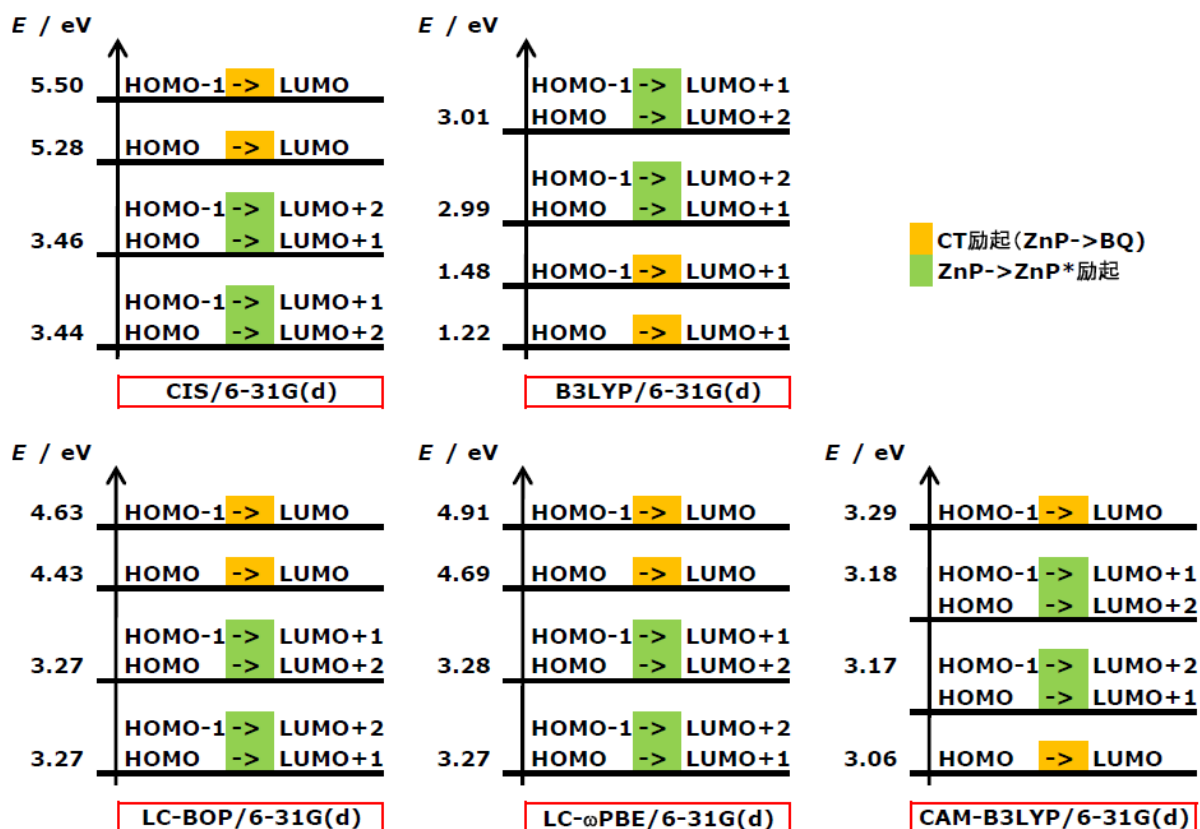 E / eV
5.50 HOMO-1 -> LUMO
5.28 HOMO -> LUMO
HOMO-1 -> LUMO+2
3.46 HOMO -> LUMO+1
HOMO-1 -> LUMO+1
3.44 HOMO -> LUMO+2
CIS/6-31G(d)
E / eV
HOMO-1 -> LUMO+1
3.01 HOMO -> LUMO+2
HOMO-1 -> LUMO+2
2.99 HOMO -> LUMO+1
1.48 HOMO-1 -> LUMO+1
1.22 HOMO -> LUMO+1
B3LYP/6-31G(d)
CT励起(ZnP->BQ)
ZnP->ZnP*励起
E / eV
4.63 HOMO-1 -> LUMO
4.43 HOMO -> LUMO
HOMO-1 -> LUMO+1
3.27 HOMO -> LUMO+2
HOMO-1 -> LUMO+2
3.27 HOMO -> LUMO+1
LC-BOP/6-31G(d)
E / eV
4.91 HOMO-1 -> LUMO
4.69 HOMO -> LUMO
HOMO-1 -> LUMO+1
3.28 HOMO -> LUMO+2
HOMO-1 -> LUMO+2
3.27 HOMO -> LUMO+1
LC-ωPBE/6-31G(d)
E / eV
3.29 HOMO-1 -> LUMO
3.18 HOMO-1 -> LUMO+1
HOMO -> LUMO+2
3.17 HOMO-1 -> LUMO+2
HOMO -> LUMO+1
3.06 HOMO -> LUMO
CAM-B3LYP/6-31G(d)